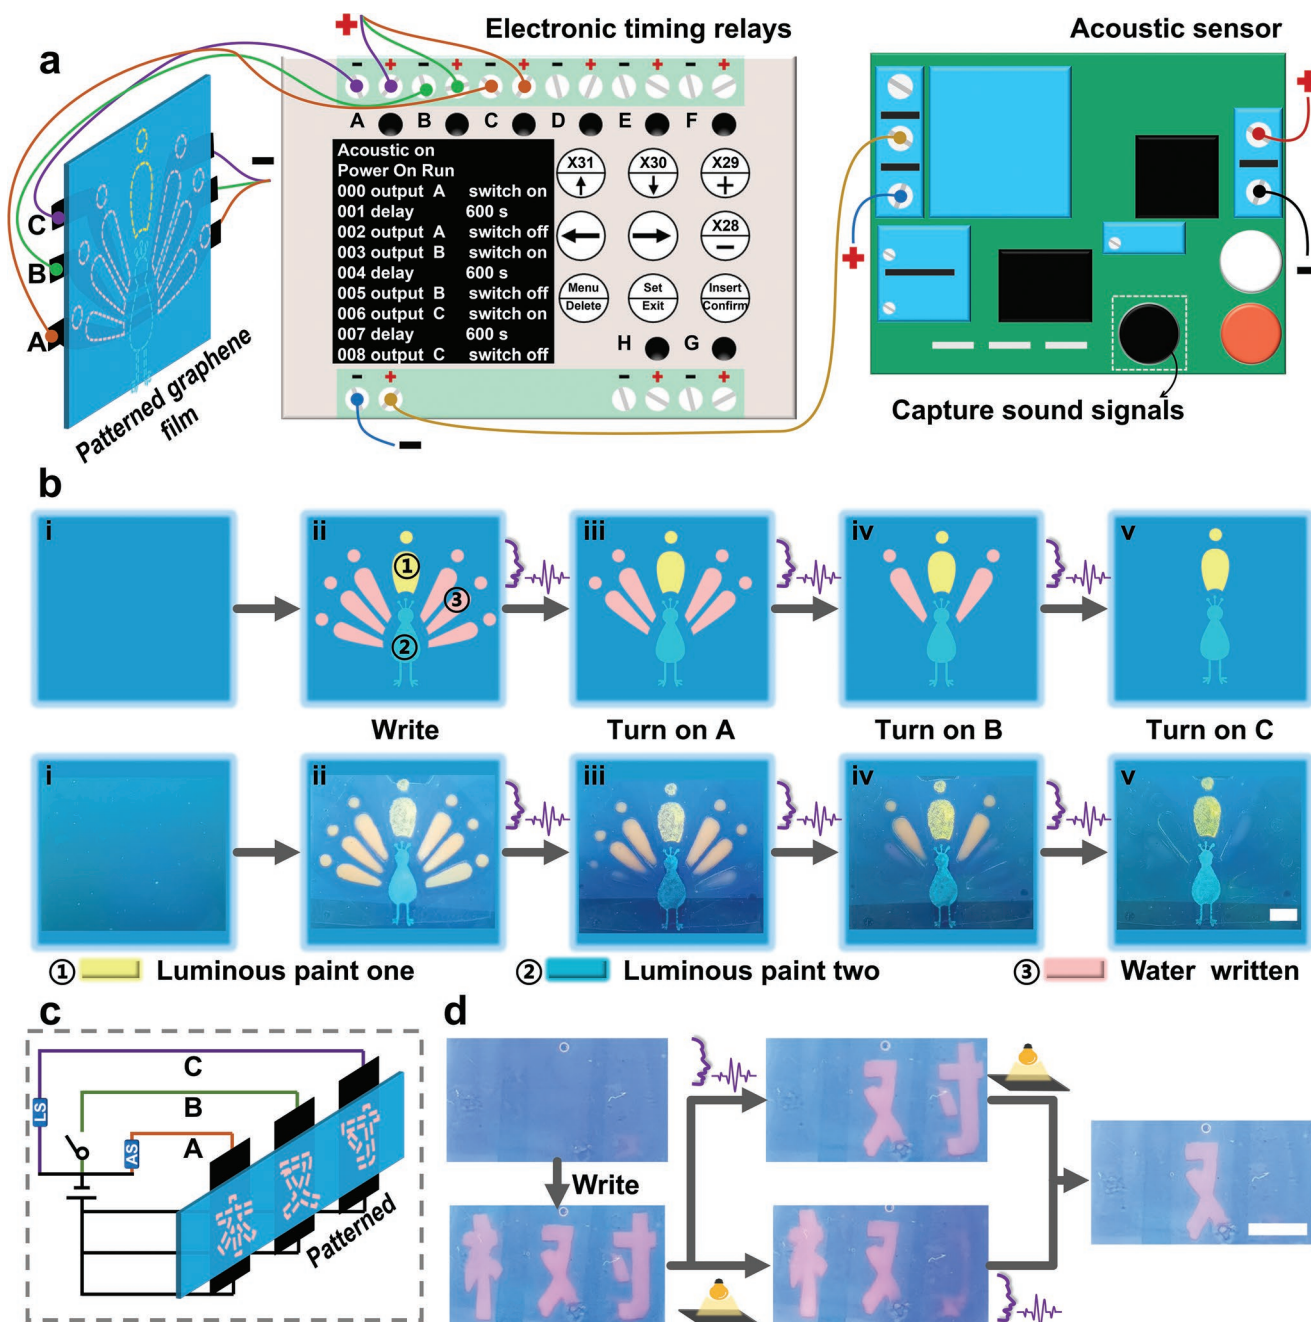 a
Electronic timing relays
Acoustic sensor
- + - + - + - + - + - +
A B C D E F
Acoustic on
Power On Run
000 output A switch on
001 delay 600 s
002 output A switch off
003 output B switch on
004 delay 600 s
005 output B switch off
006 output C switch on
007 delay 600 s
008 output C switch off
X31 X30 X29
X28
Menu Delete
Set Exit
Insert Confirm
H G
- + - + - +
C
B
A
Patterned graphene
film
Capture sound signals
b
i ii iii iv v
① ② ③
Write Turn on A Turn on B Turn on C
i ii iii iv v
① Luminous paint one ② Luminous paint two ③ Water written
c
C
B
A
LS
AS
Patterned
d
Write